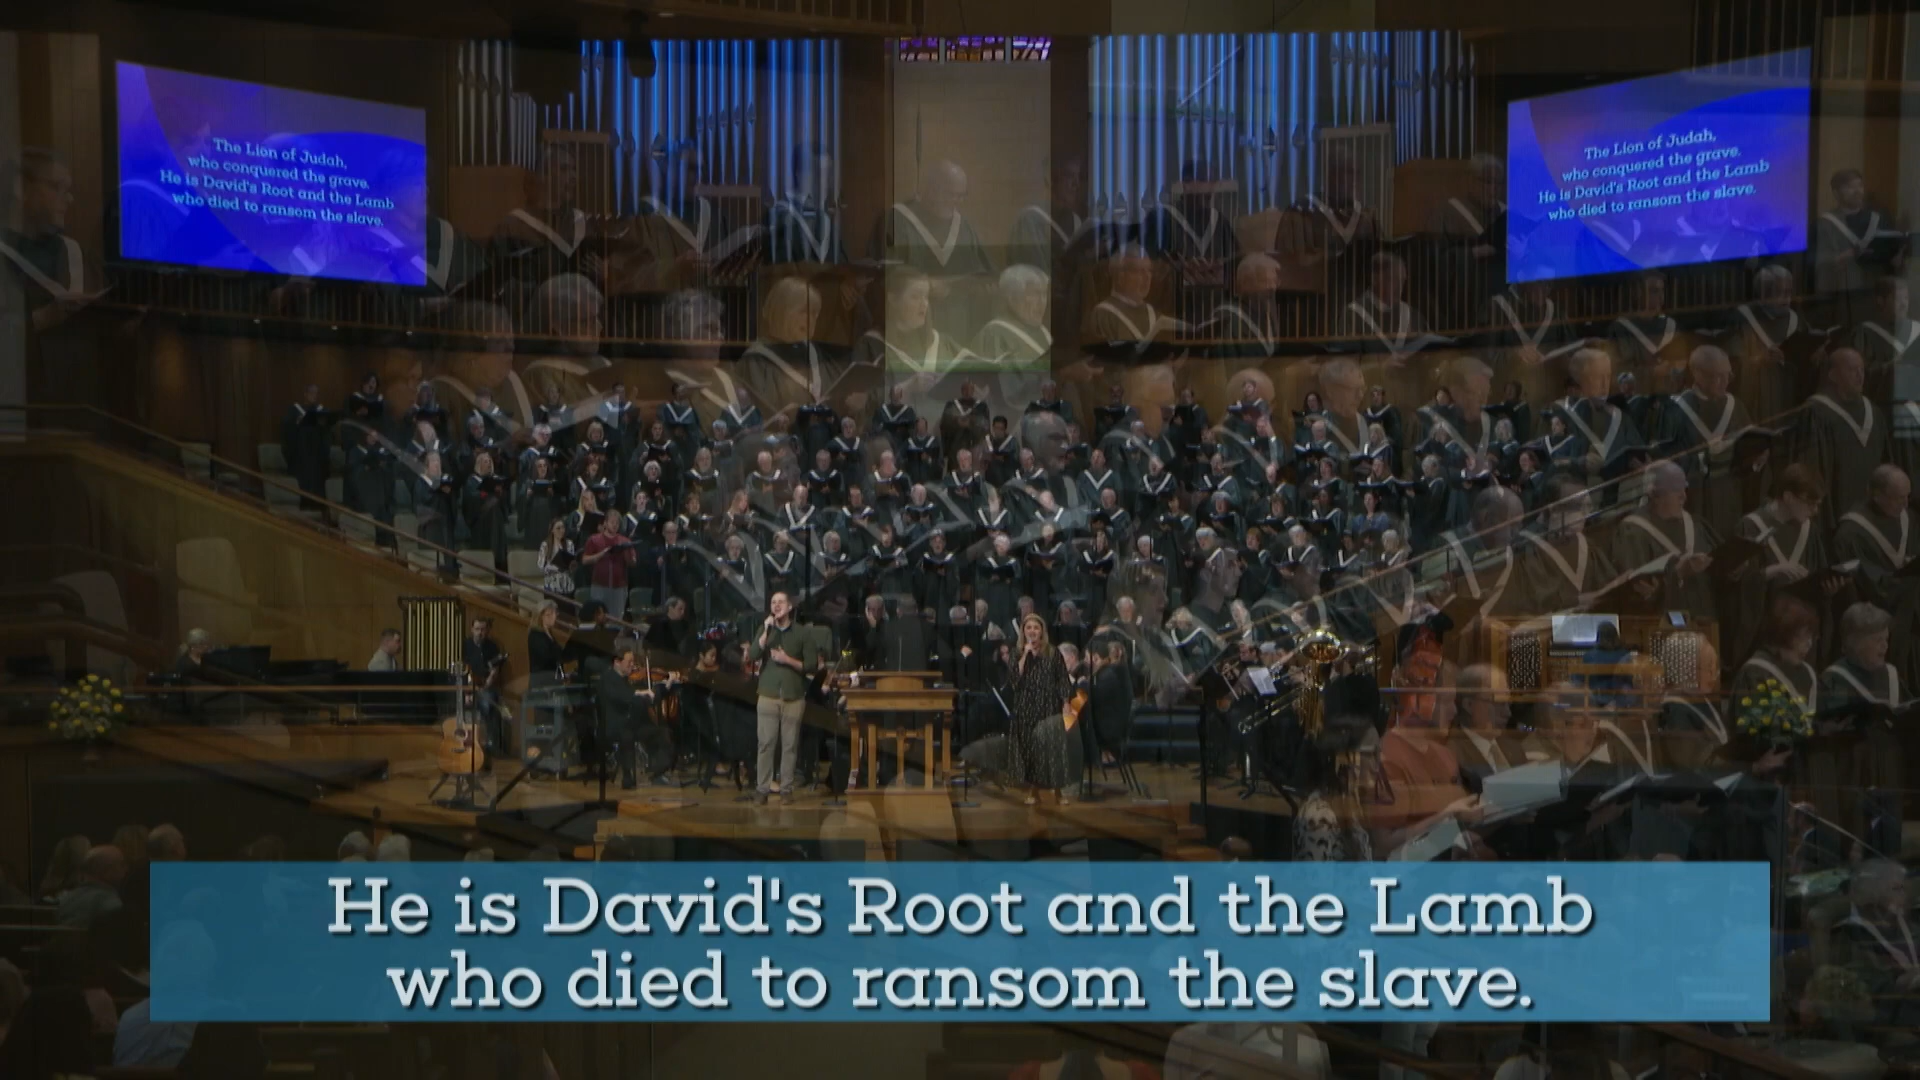 The Lion of Judah,
who conquered the grave.
He is David's Root and the Lamb
who died to ransom the slave.
The Lion of Judah,
who conquered the grave.
He is David's Root and the Lamb
who died to ransom the slave.
He is David's Root and the Lamb
who died to ransom the slave.